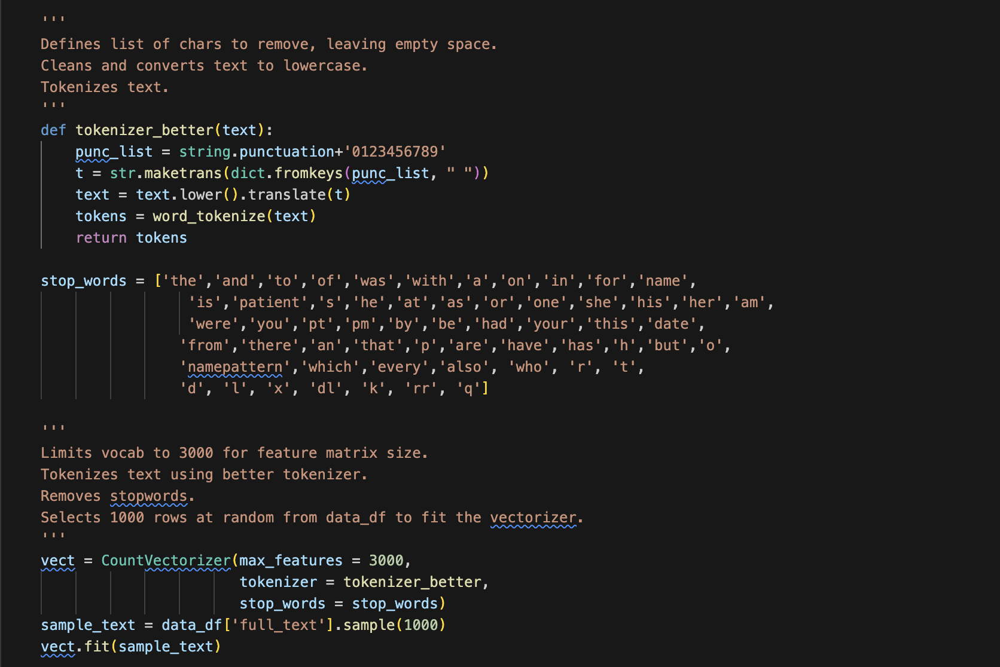 '''
Defines list of chars to remove, leaving empty space.
Cleans and converts text to lowercase.
Tokenizes text.
'''
def tokenizer_better(text):
    punc_list = string.punctuation+'0123456789'
    t = str.maketrans(dict.fromkeys(punc_list, " "))
    text = text.lower().translate(t)
    tokens = word_tokenize(text)
    return tokens

stop_words = ['the','and','to','of','was','with','a','on','in','for','name',
                 'is','patient','s','he','at','as','or','one','she','his','her','am',
                 'were','you','pt','pm','by','be','had','your','this','date',
                'from','there','an','that','p','are','have','has','h','but','o',
                'namepattern','which','every','also', 'who', 'r', 't',
                'd', 'l', 'x', 'dl', 'k', 'rr', 'q']

'''
Limits vocab to 3000 for feature matrix size.
Tokenizes text using better tokenizer.
Removes stopwords.
Selects 1000 rows at random from data_df to fit the vectorizer.
'''
vect = CountVectorizer(max_features = 3000,
                       tokenizer = tokenizer_better,
                       stop_words = stop_words)
sample_text = data_df['full_text'].sample(1000)
vect.fit(sample_text)